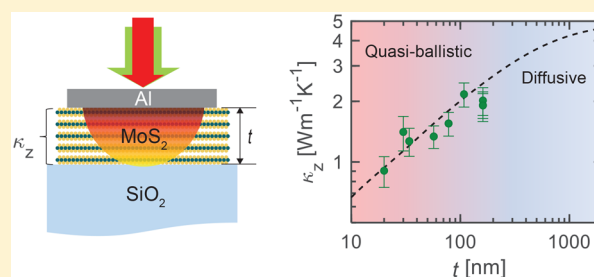 Al
κz
MoS2
t
SiO2
κz [Wm-1K-1]
5
4
3
2
1
Quasi-ballistic
Diffusive
10
100
1000
t [nm]